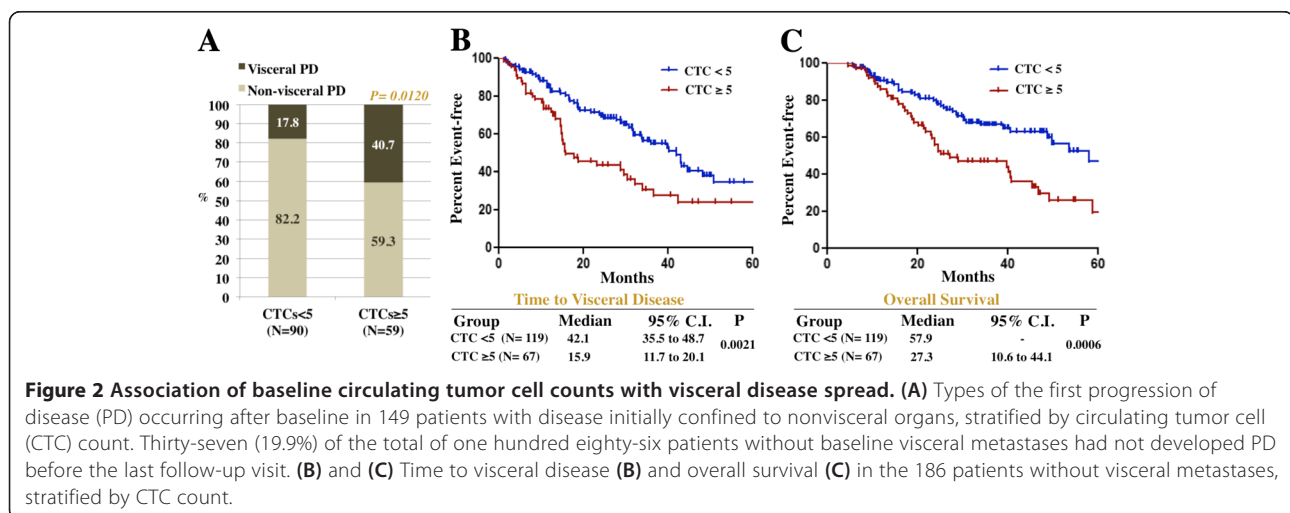 A
Visceral PD
Non-visceral PD
P= 0.0120
100
90
80
70
60
50
40
30
20
10
0
%
17.8
82.2
40.7
59.3
CTCs<5
(N=90)
CTCs≥5
(N=59)
B
Percent Event-free
100
80
60
40
20
0
CTC < 5
CTC ≥ 5
0
20
40
60
Months
Time to Visceral Disease
Group Median 95% C.I. P
CTC <5 (N= 119) 42.1 35.5 to 48.7
0.0021
CTC ≥5 (N= 67) 15.9 11.7 to 20.1
C
Percent Event-free
100
80
60
40
20
0
CTC < 5
CTC ≥ 5
0
20
40
60
Months
Overall Survival
Group Median 95% C.I. P
CTC <5 (N= 119) 57.9 -
0.0006
CTC ≥5 (N= 67) 27.3 10.6 to 44.1
Figure 2 Association of baseline circulating tumor cell counts with visceral disease spread. (A) Types of the first progression of
disease (PD) occurring after baseline in 149 patients with disease initially confined to nonvisceral organs, stratified by circulating tumor cell
(CTC) count. Thirty-seven (19.9%) of the total of one hundred eighty-six patients without baseline visceral metastases had not developed PD
before the last follow-up visit. (B) and (C) Time to visceral disease (B) and overall survival (C) in the 186 patients without visceral metastases,
stratified by CTC count.